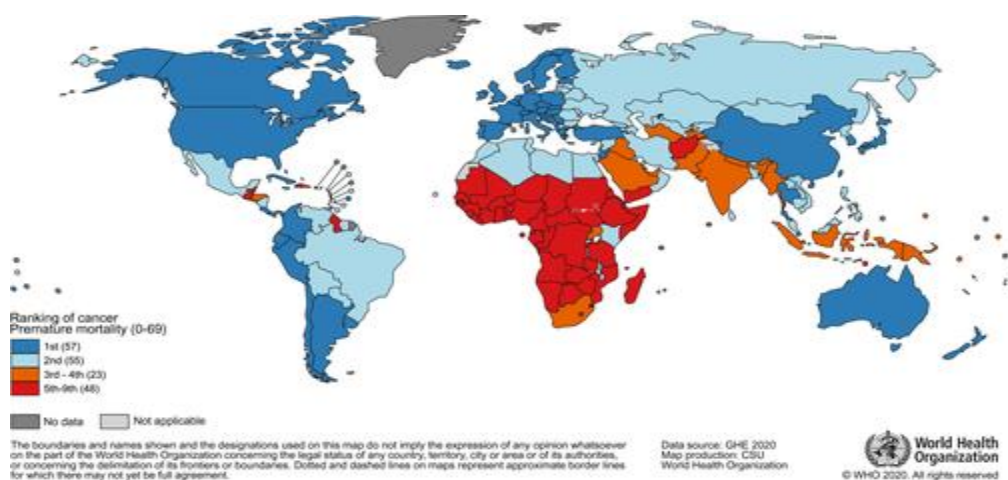 Ranking of cancer
Premature mortality (0-69)
1st (57)
2nd (55)
3rd - 4th (23)
5th-9th (48)
No data
Not applicable
The boundaries and names shown and the designations used on this map do not imply the expression of any opinion whatsoever
on the part of the World Health Organization concerning the legal status of any country, territory, city or area or of its authorities,
or concerning the delimitation of its frontiers or boundaries. Dotted and dashed lines on maps represent approximate border lines
for which there may not yet be full agreement.
Data source: GHE 2020
Map production: CSU
World Health Organization
World Health
Organization
© WHO 2020. All rights reserved